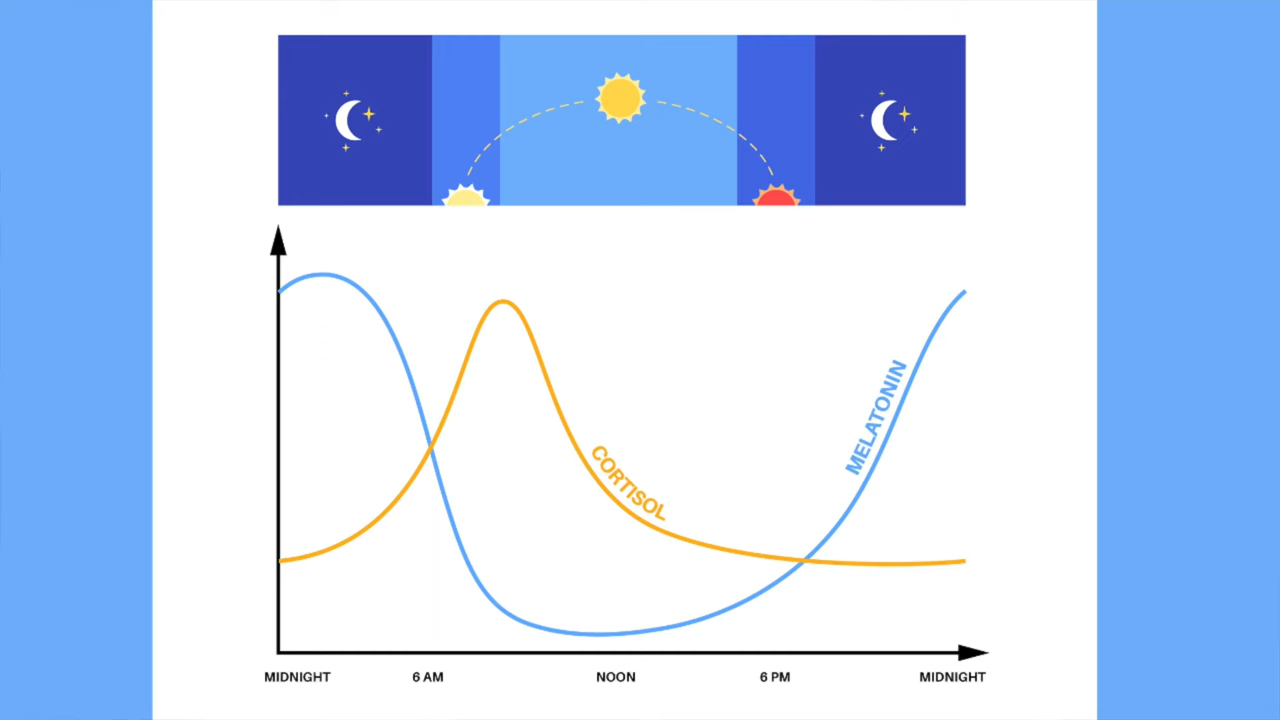 MELATONIN
CORTISOL
MIDNIGHT
6 AM
NOON
6 PM
MIDNIGHT